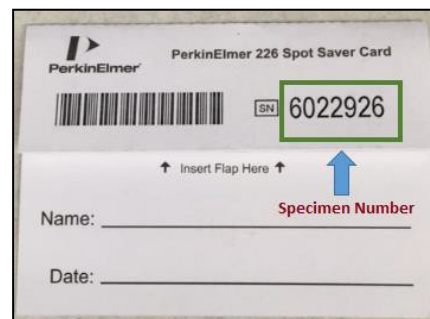 PerkinElmer
PerkinElmer 226 Spot Saver Card
SN 6022926
↑ Insert Flap Here ↑
Specimen Number
Name:
Date: